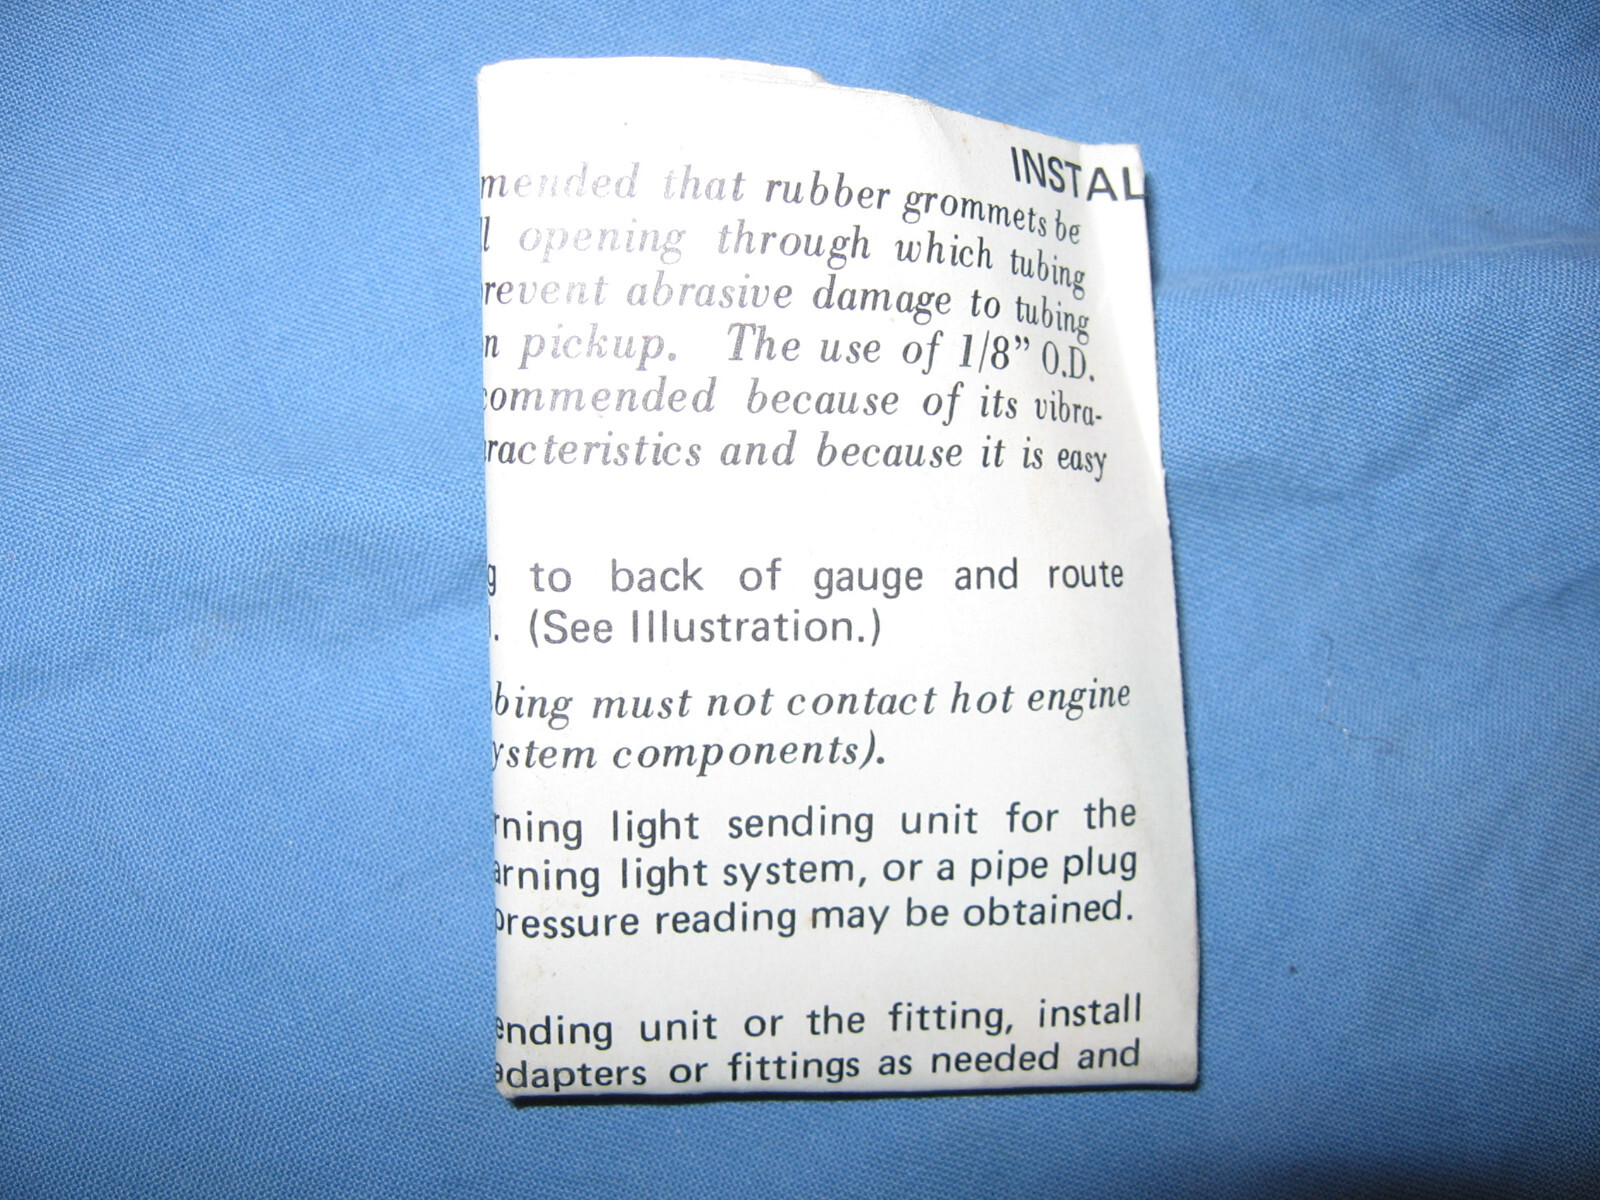 INSTAL
mended that rubber grommets be
l opening through which tubing
revent abrasive damage to tubing
n pickup. The use of 1/8" O.D.
commended because of its vibra-
racteristics and because it is easy
g to back of gauge and route
). (See Illustration.)
bing must not contact hot engine
ystem components).
rning light sending unit for the
arning light system, or a pipe plug
pressure reading may be obtained.
ending unit or the fitting, install
adapters or fittings as needed and